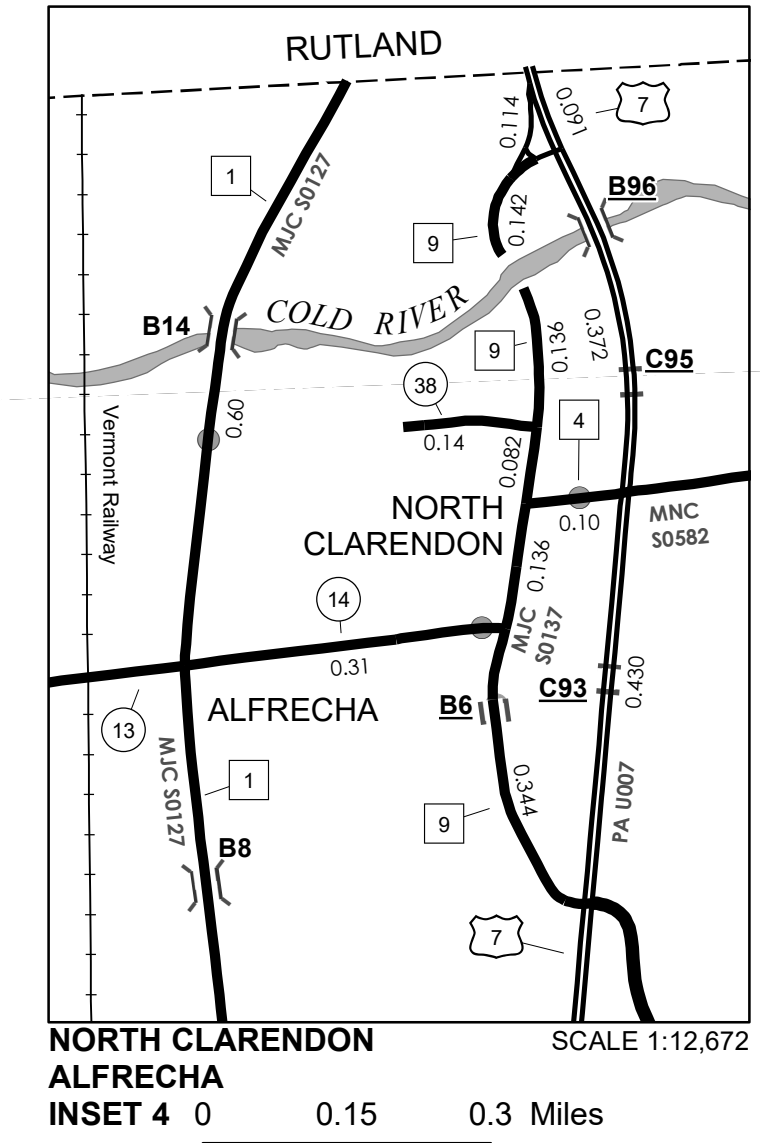 RUTLAND
7
0.114
0.091
1
MJC S0127
B96
0.142
9
COLD RIVER
B14
0.372
9
0.136
C95
38
0.60
0.14
4
0.082
Vermont Railway
NORTH
CLARENDON
0.10
MNC
S0582
0.136
14
MJC
S0137
0.31
0.430
C93
B6
ALFRECHA
13
MJC S0127
1
0.344
9
PA U007
B8
7
NORTH CLARENDON
SCALE 1:12,672
ALFRECHA
INSET 4 0 0.15 0.3 Miles